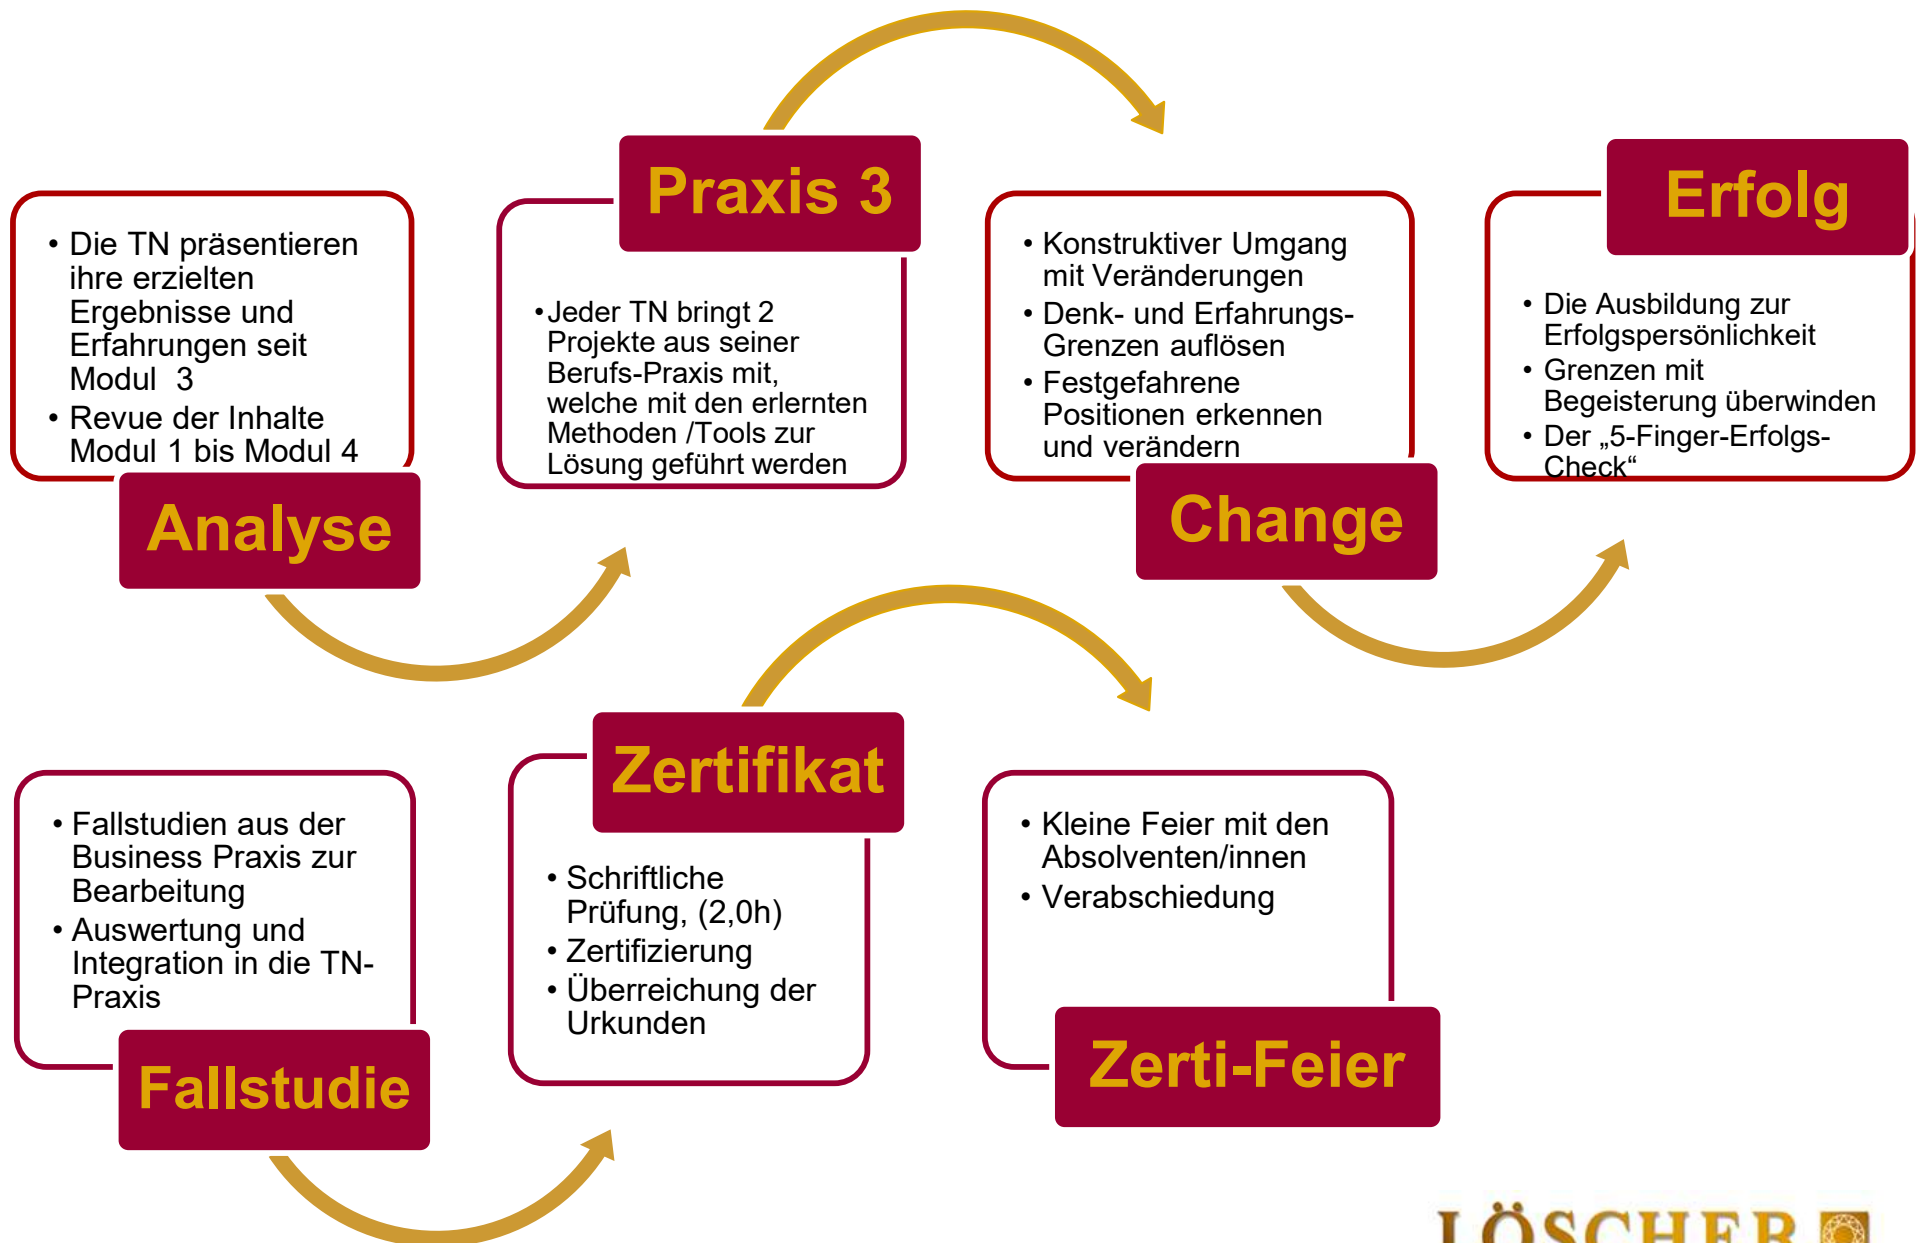 • Die TN präsentieren
ihre erzielten
Ergebnisse und
Erfahrungen seit
Modul  3
• Revue der Inhalte
Modul 1 bis Modul 4
Analyse
Praxis 3
•Jeder TN bringt 2
Projekte aus seiner
Berufs-Praxis mit,
welche mit den erlernten
Methoden /Tools zur
Lösung geführt werden
• Konstruktiver Umgang
mit Veränderungen
• Denk- und Erfahrungs-
Grenzen auflösen
• Festgefahrene
Positionen erkennen
und verändern
Change
Erfolg
• Die Ausbildung zur
Erfolgspersönlichkeit
• Grenzen mit
Begeisterung überwinden
• Der „5-Finger-Erfolgs-
Check“
• Fallstudien aus der
Business Praxis zur
Bearbeitung
• Auswertung und
Integration in die TN-
Praxis
Fallstudie
Zertifikat
• Schriftliche
Prüfung, (2,0h)
• Zertifizierung
• Überreichung der
Urkunden
• Kleine Feier mit den
Absolventen/innen
• Verabschiedung
Zerti-Feier
LÖSCHER